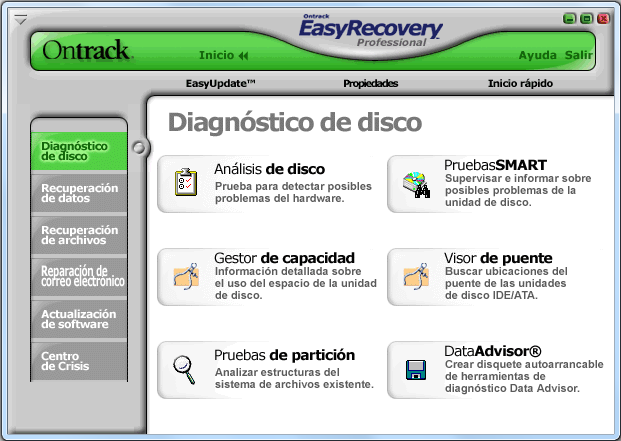 Ontrack
EasyRecovery
Professional
Ontrack
Inicio
Ayuda Salir
EasyUpdate™ Propiedades Inicio rápido
Diagnóstico
de disco
Recuperación
de datos
Recuperación
de archivos
Reparación de
correo electrónico
Actualización
de software
Centro
de Crisis
Diagnóstico de disco
Análisis de disco
Prueba para detectar posibles
problemas del hardware.
PruebasSMART
Supervisar e informar sobre
posibles problemas de la
unidad de disco.
Gestor de capacidad
Información detallada sobre
el uso del espacio de la unidad
de disco.
Visor de puente
Buscar ubicaciones del
puente de las unidades
de disco IDE/ATA.
Pruebas de partición
Analizar estructuras del
sistema de archivos existente.
DataAdvisor®
Crear disquete autoarrancable
de herramientas de
diagnóstico Data Advisor.